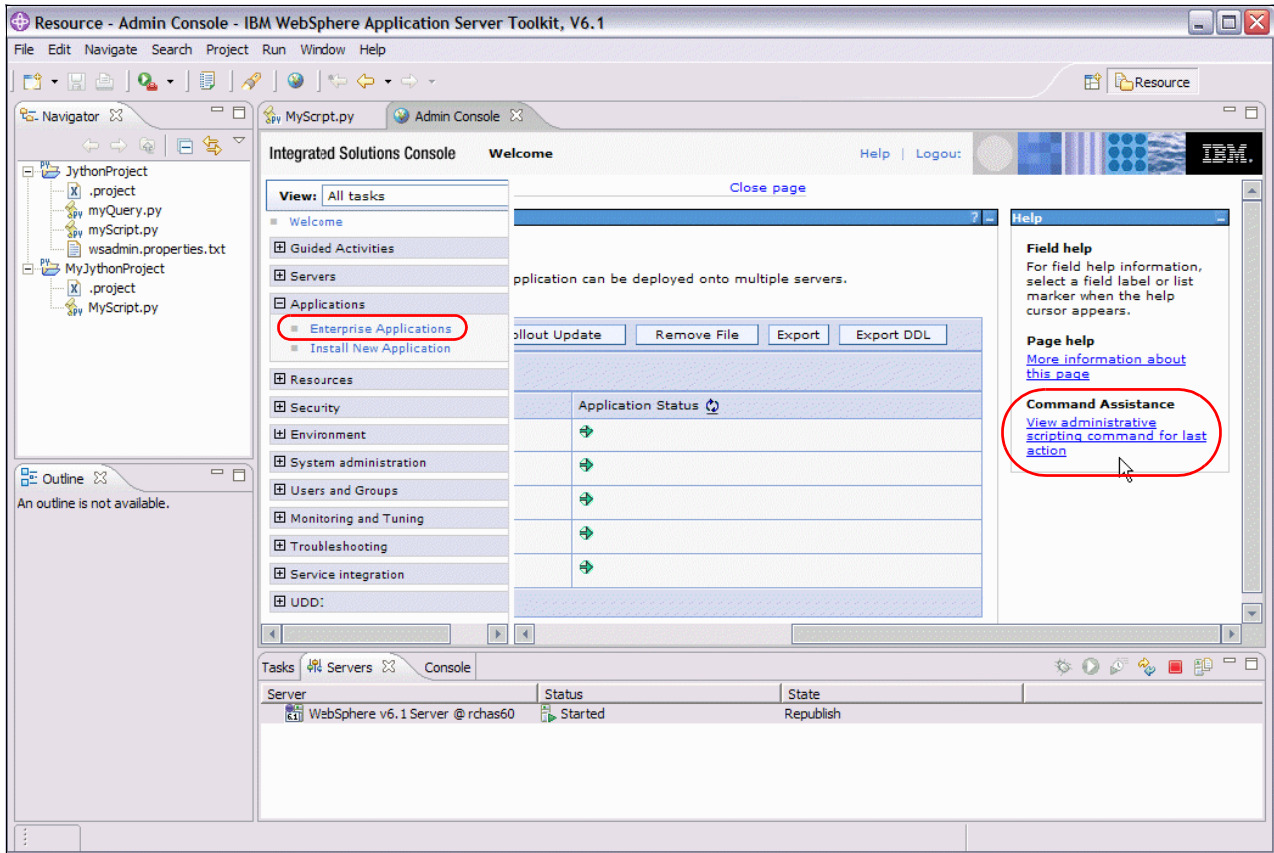 Resource - Admin Console - IBM WebSphere Application Server Toolkit, V6.1
File Edit Navigate Search Project Run Window Help
Resource
Navigator
JythonProject
.project
myQuery.py
myScript.py
wsadmin.properties.txt
MyJythonProject
.project
MyScript.py
Outline
An outline is not available.
MyScrpt.py
Admin Console
Integrated Solutions Console Welcome Help | Logout:
IBM.
View: All tasks
Welcome
Guided Activities
Servers
Applications
Enterprise Applications
Install New Application
Resources
Security
Environment
System administration
Users and Groups
Monitoring and Tuning
Troubleshooting
Service integration
UDDI
Close page
?
pplication can be deployed onto multiple servers.
ollout Update Remove File Export Export DDL
Application Status
Help
Field help
For field help information,
select a field label or list
marker when the help
cursor appears.
Page help
More information about
this page
Command Assistance
View administrative
scripting command for last
action
Tasks Servers Console
Server Status State
WebSphere v6.1 Server @ rchas60 Started Republish